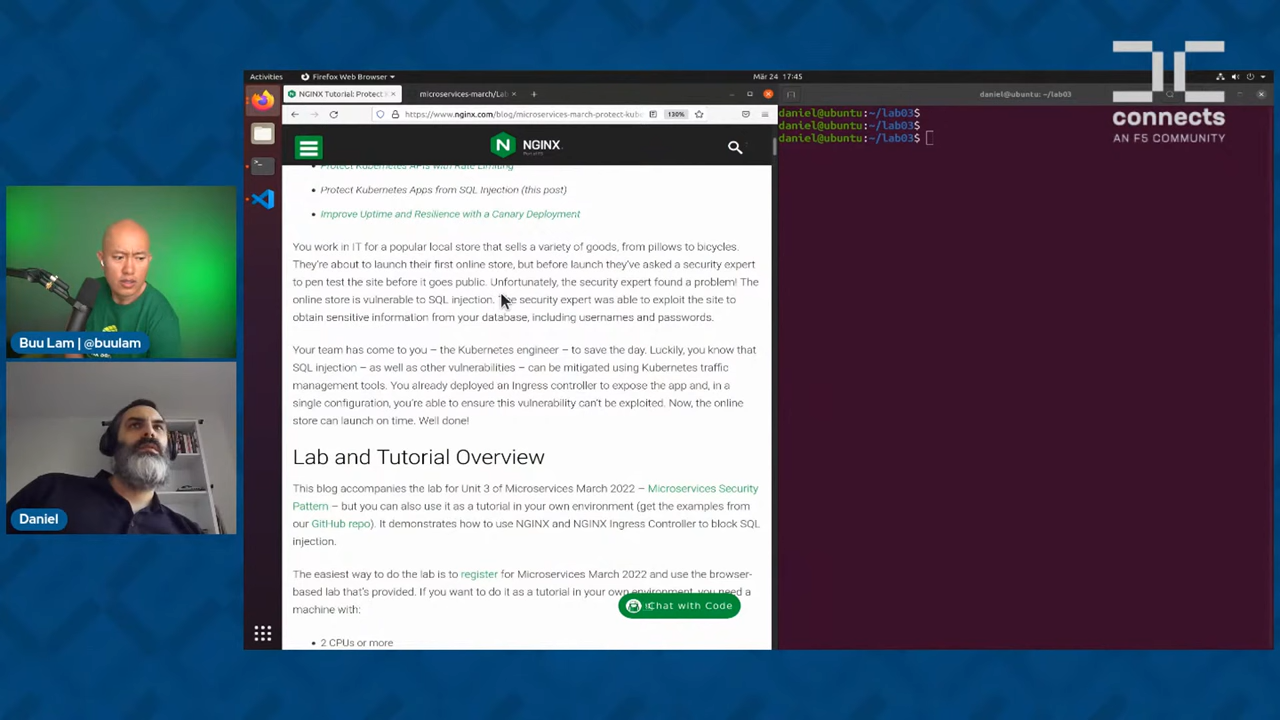 connects
AN F5 COMMUNITY
Activities
Firefox Web Browser
Mär 24 17:45
NGINX Tutorial: Protect K
microservices-march/Lab
daniel@ubuntu: ~/lab03
https://www.nginx.com/blog/microservices-march-protect-kub
130%
daniel@ubuntu:~/lab03$
daniel@ubuntu:~/lab03$
daniel@ubuntu:~/lab03$
NGINX
Protect Kubernetes APIs with Rate Limiting
Protect Kubernetes Apps from SQL Injection (this post)
Improve Uptime and Resilience with a Canary Deployment
You work in IT for a popular local store that sells a variety of goods, from pillows to bicycles.
They're about to launch their first online store, but before launch they've asked a security expert
to pen test the site before it goes public. Unfortunately, the security expert found a problem! The
online store is vulnerable to SQL injection. The security expert was able to exploit the site to
obtain sensitive information from your database, including usernames and passwords.
Your team has come to you – the Kubernetes engineer – to save the day. Luckily, you know that
SQL injection – as well as other vulnerabilities – can be mitigated using Kubernetes traffic
management tools. You already deployed an Ingress controller to expose the app and, in a
single configuration, you're able to ensure this vulnerability can't be exploited. Now, the online
store can launch on time. Well done!
Lab and Tutorial Overview
This blog accompanies the lab for Unit 3 of Microservices March 2022 – Microservices Security
Pattern – but you can also use it as a tutorial in your own environment (get the examples from
our GitHub repo). It demonstrates how to use NGINX and NGINX Ingress Controller to block SQL
injection.
The easiest way to do the lab is to register for Microservices March 2022 and use the browser-
based lab that's provided. If you want to do it as a tutorial in your own environment, you need a
machine with:
Chat with Code
2 CPUs or more
Buu Lam | @buulam
Daniel